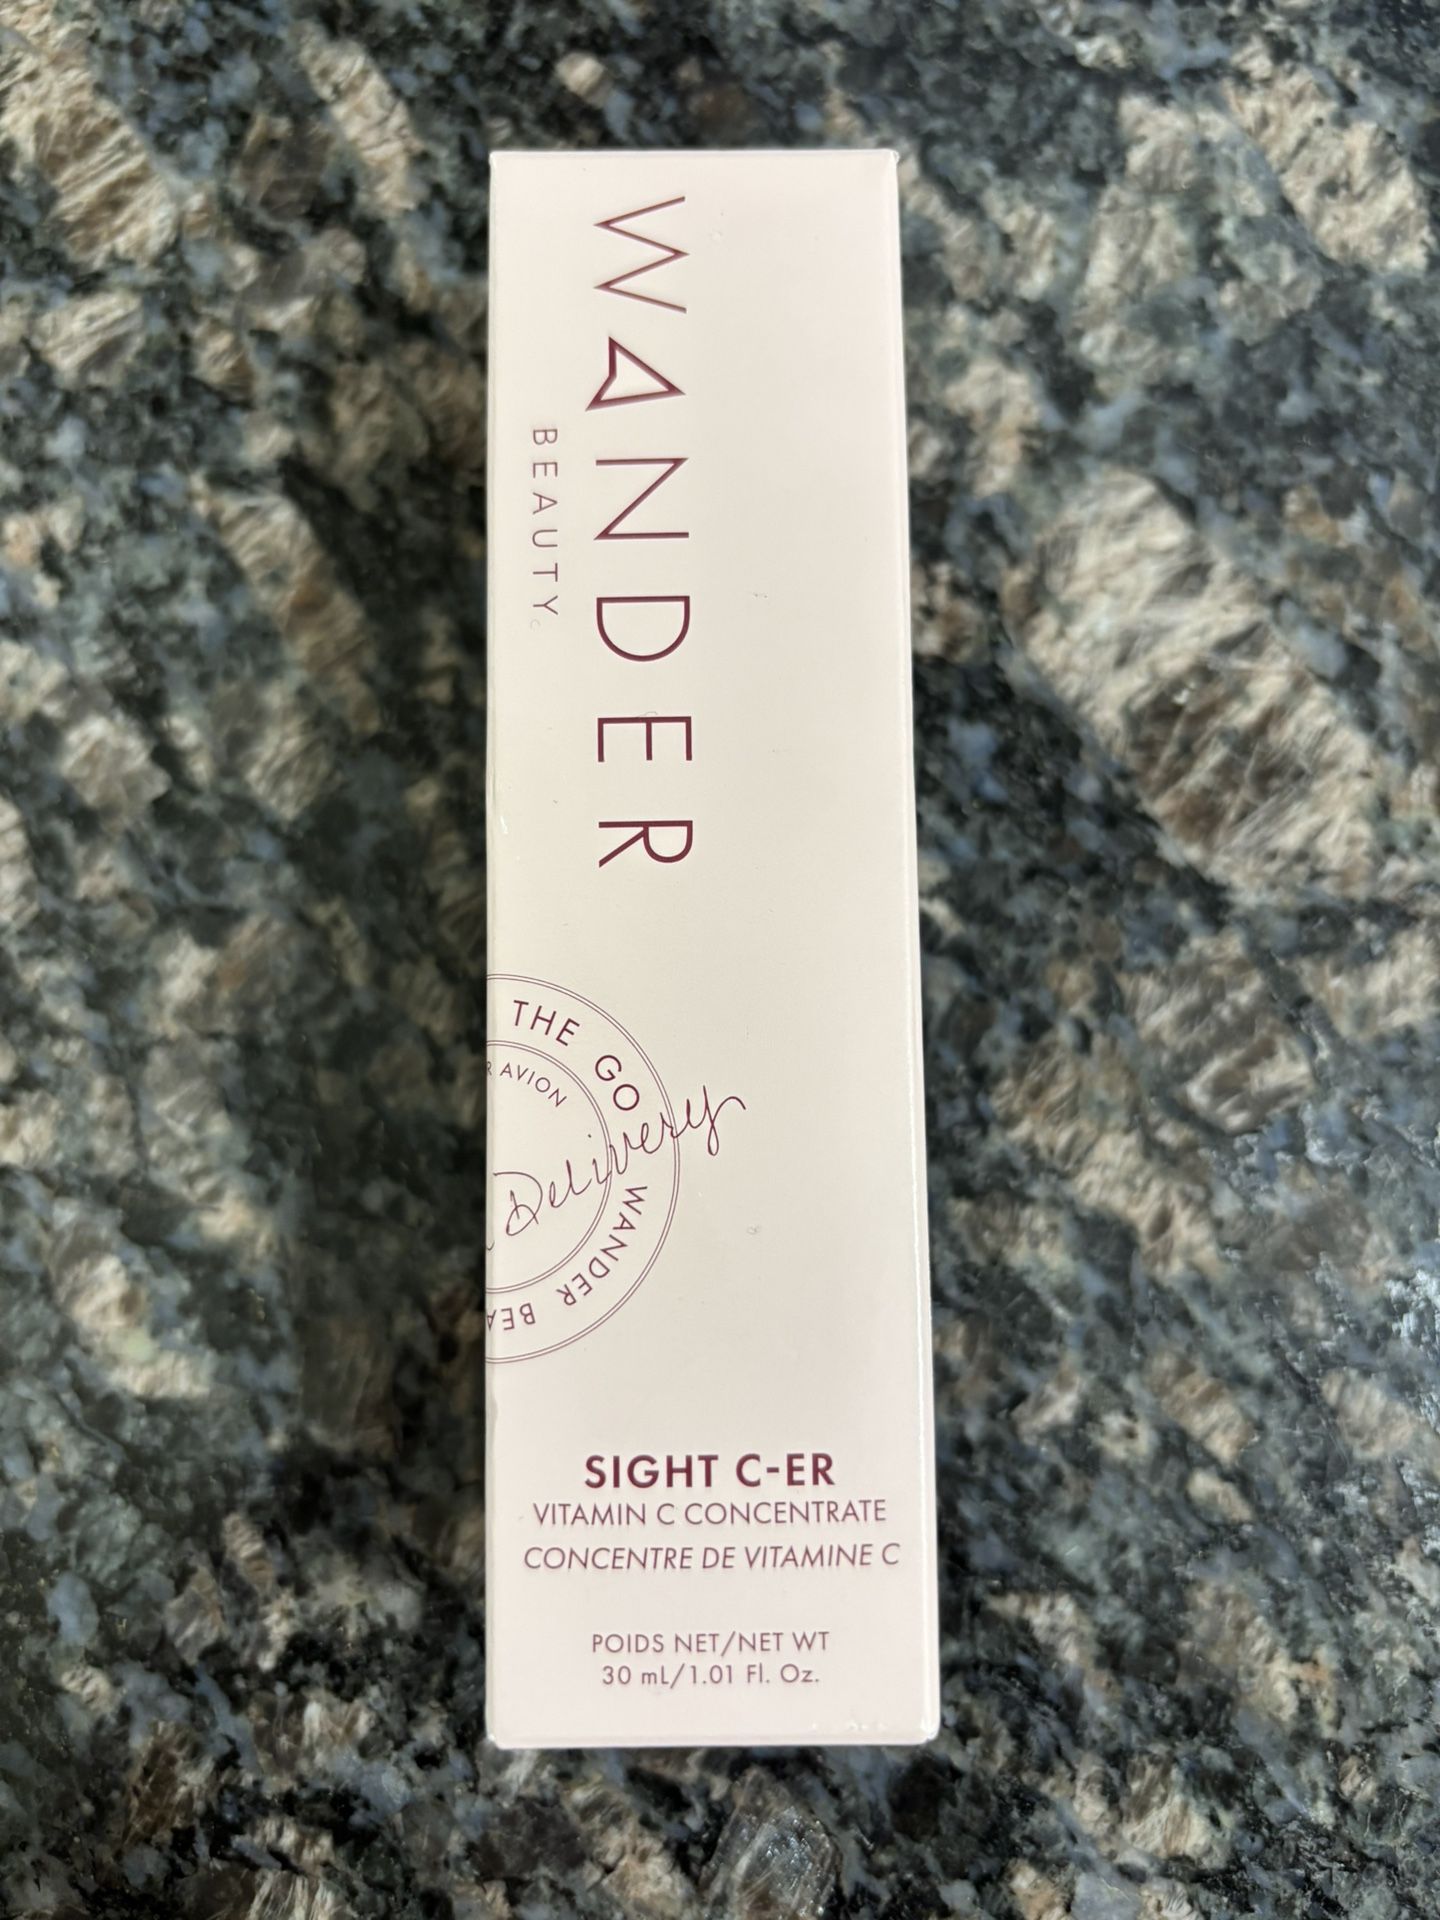 WANDER
BEAUTY
THE GO
AVION
Delivery
WANDER
SIGHT C-ER
VITAMIN C CONCENTRATE
CONCENTRE DE VITAMINE C
POIDS NET/NET WT
30 mL/1.01 Fl. Oz.